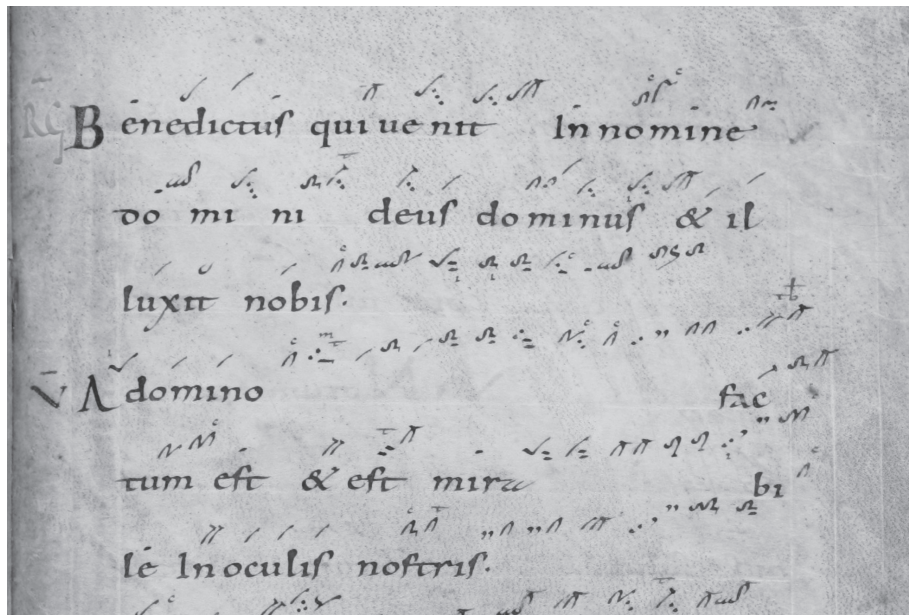 RG Benedictus qui uenit In nomine
do mi ni deus dominus & il
luxit nobis.
V A domino fac
tum est & est mira bi
le In oculis nostris.